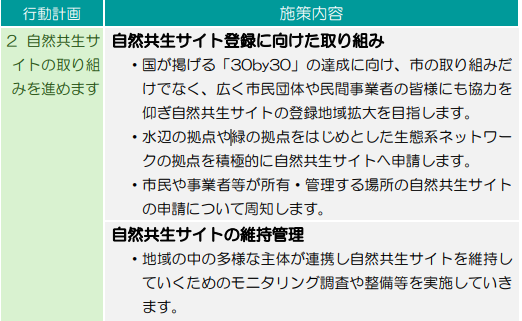 行動計画
施策内容
２ 自然共生サ
イトの取り組
みを進めます
自然共生サイト登録に向けた取り組み
・国が掲げる「30by30」の達成に向け、市の取り組みだ
けでなく、広く市民団体や民間事業者の皆様にも協力を
仰ぎ自然共生サイトの登録地域拡大を目指します。
・水辺の拠点や緑の拠点をはじめとした生態系ネットワー
クの拠点を積極的に自然共生サイトへ申請します。
・市民や事業者等が所有・管理する場所の自然共生サイト
の申請について周知します。
自然共生サイトの維持管理
・地域の中の多様な主体が連携し自然共生サイトを維持し
ていくためのモニタリング調査や整備等を実施していき
ます。